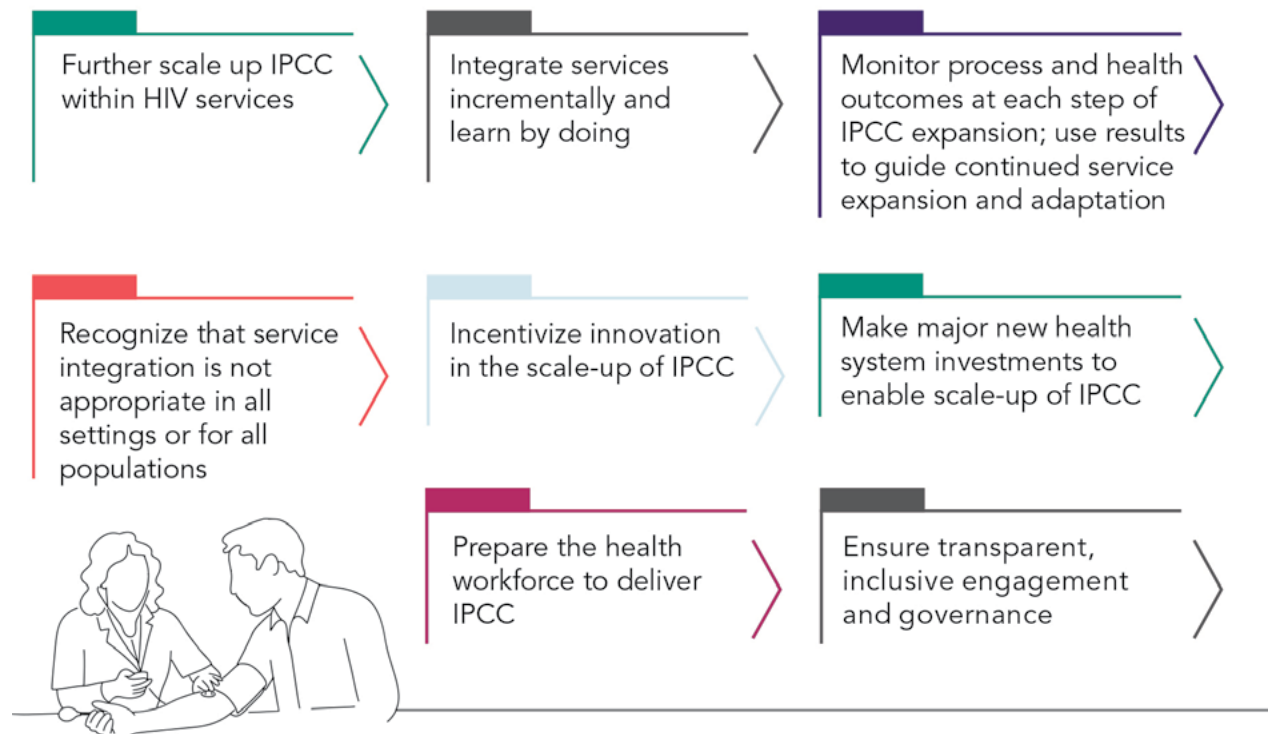 Further scale up IPCC
within HIV services
Integrate services
incrementally and
learn by doing
Monitor process and health
outcomes at each step of
IPCC expansion; use results
to guide continued service
expansion and adaptation
Recognize that service
integration is not
appropriate in all
settings or for all
populations
Incentivize innovation
in the scale-up of IPCC
Make major new health
system investments to
enable scale-up of IPCC
Prepare the health
workforce to deliver
IPCC
Ensure transparent,
inclusive engagement
and governance